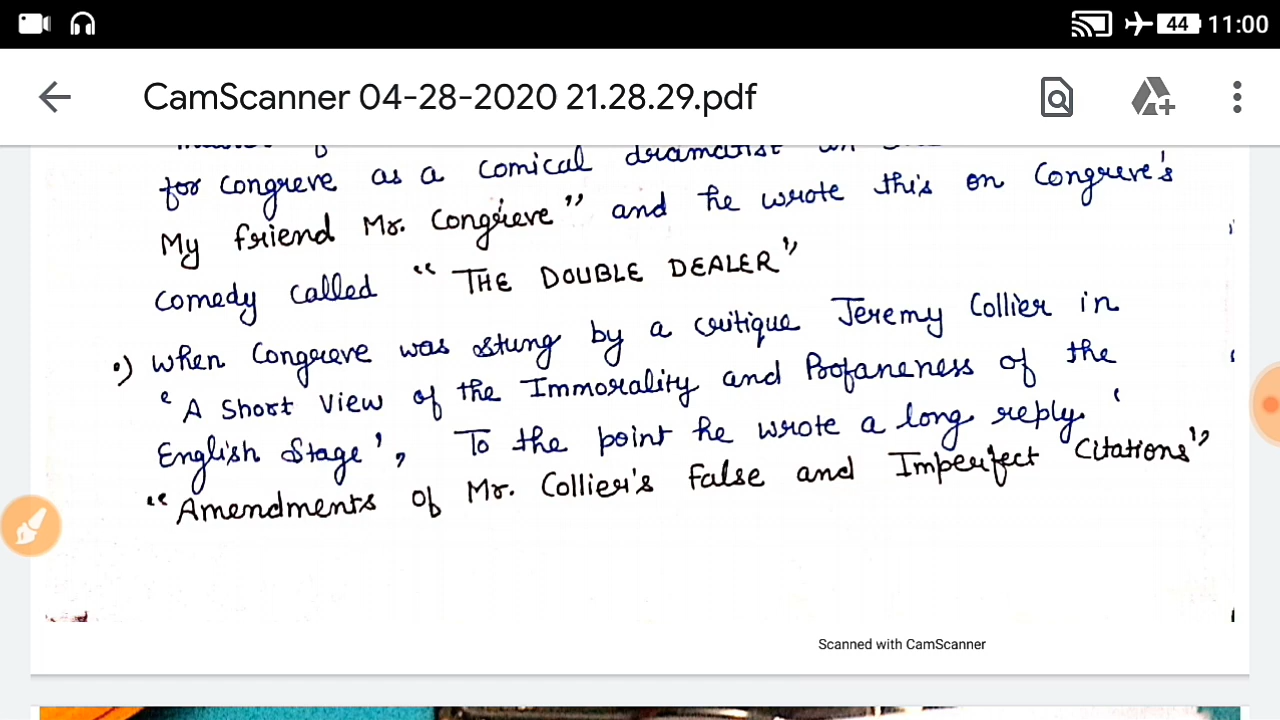 44 11:00
CamScanner 04-28-2020 21.28.29.pdf
for Congreve as a comical dramatist
My friend Mr. Congreve" and he wrote this on Congreve's
comedy called "THE DOUBLE DEALER"
•) When Congreve was stung by a critique Jeremy Collier in
'A Short View of the Immorality and Profaneness of the
English Stage', To the point he wrote a long reply '
"Amendments of Mr. Collier's False and Imperfect Citations"
Scanned with CamScanner